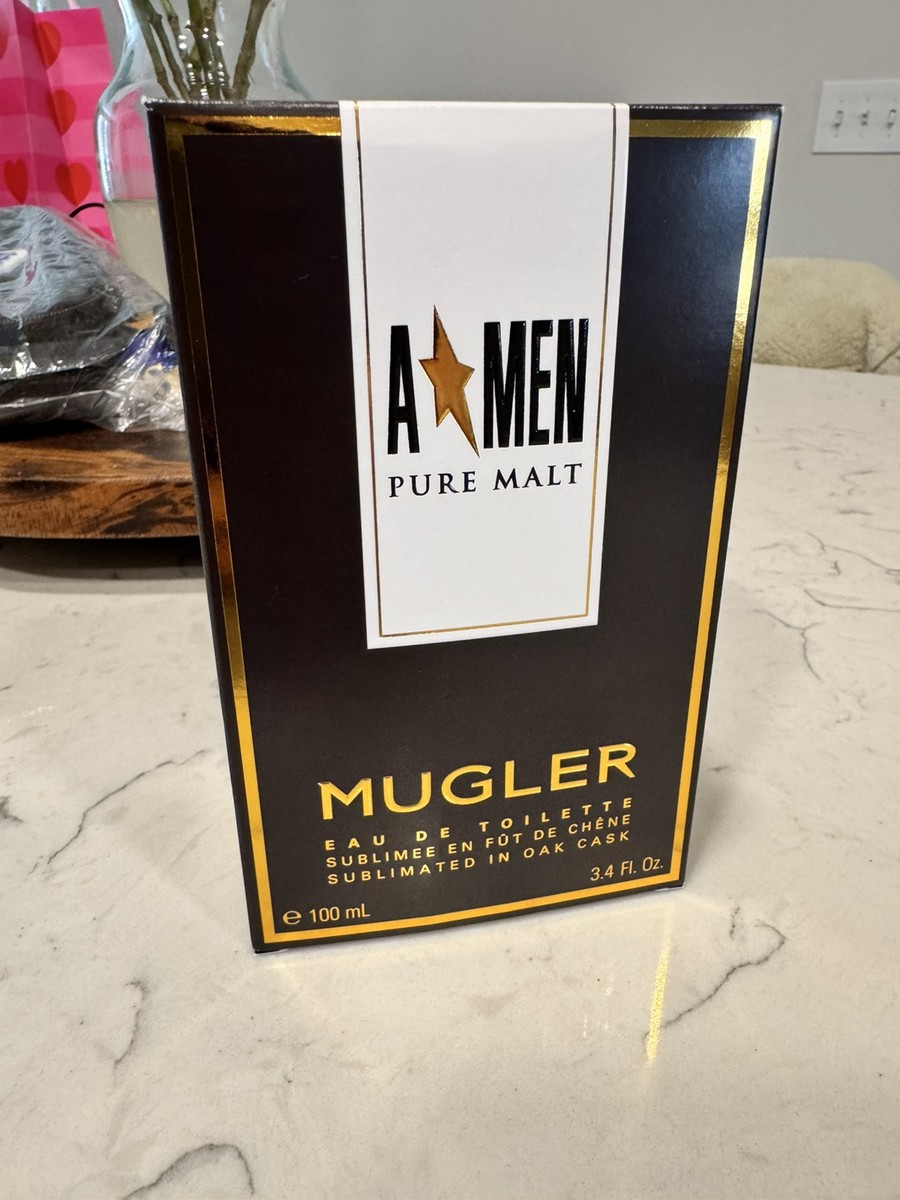 A MEN
PURE MALT
MUGLER
EAU DE TOILETTE
SUBLIMEE EN FÛT DE CHÊNE
SUBLIMATED IN OAK CASK
3.4 Fl. Oz.
℮ 100 mL